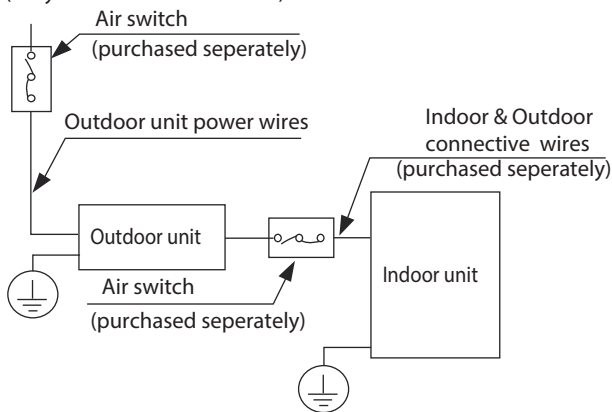 Air switch
(purchased seperately)
Outdoor unit power wires
Indoor & Outdoor
connective wires
(purchased seperately)
Outdoor unit
Indoor unit
Air switch
(purchased seperately)